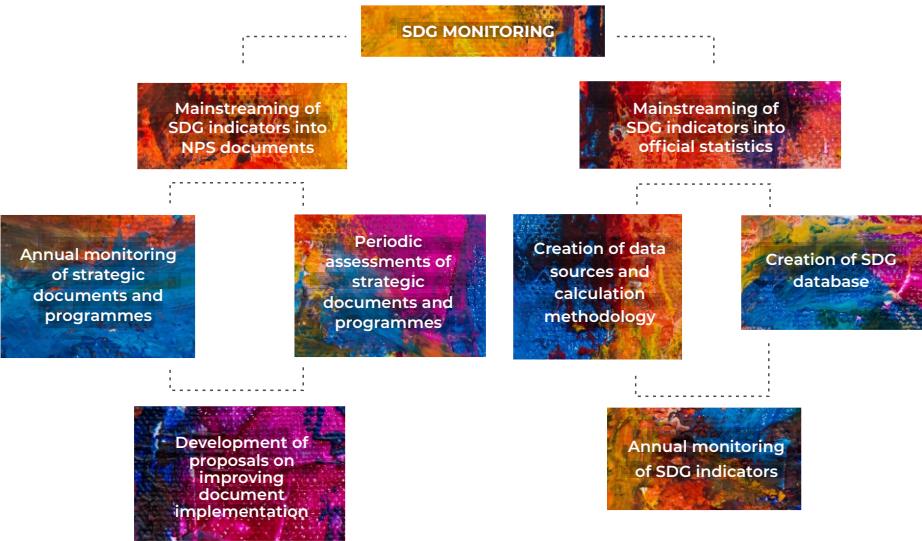 SDG MONITORING
Mainstreaming of
SDG indicators into
NPS documents
Mainstreaming of
SDG indicators into
official statistics
Annual monitoring
of strategic
documents and
programmes
Periodic
assessments of
strategic
documents and
programmes
Creation of data
sources and
calculation
methodology
Creation of SDG
database
Development of
proposals on
improving
document
implementation
Annual monitoring
of SDG indicators